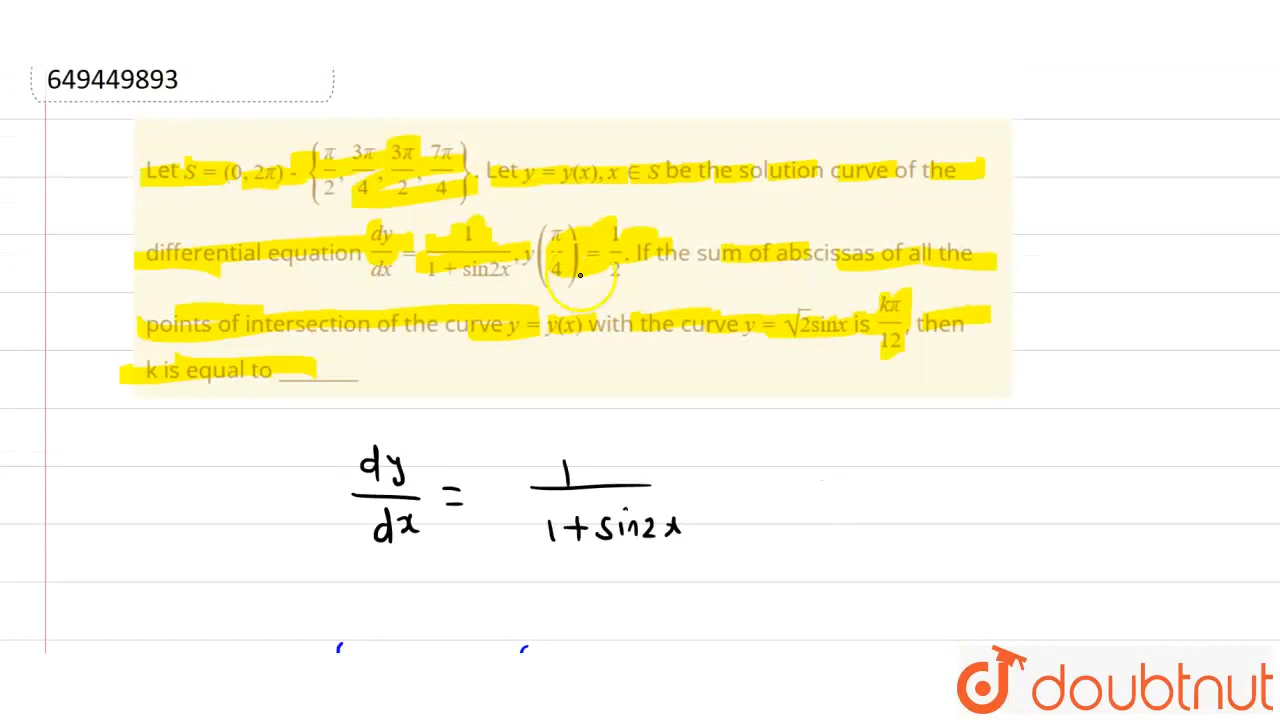 649449893
Let S = (0, 2π) - {π/2, 3π/4, 3π/2, 7π/4}. Let y = y(x), x ∈ S be the solution curve of the
differential equation dy/dx = 1/(1 + sin2x), y(π/4) = 1/2. If the sum of abscissas of all the
points of intersection of the curve y = y(x) with the curve y = √2sinx is kπ/12, then
k is equal to ________
dy/dx = 1/(1+sin2x)
doubtnut